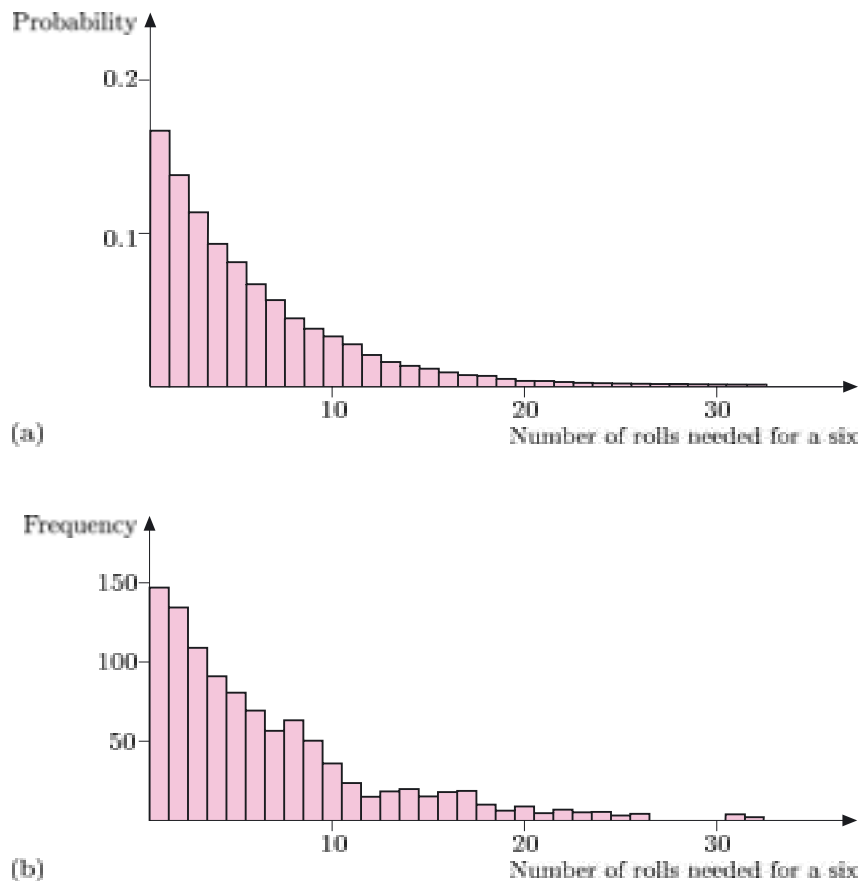 Probability
0.2
0.1
10 20 30
(a)
Number of rolls needed for a six
Frequency
150
100
50
10 20 30
(b)
Number of rolls needed for a six